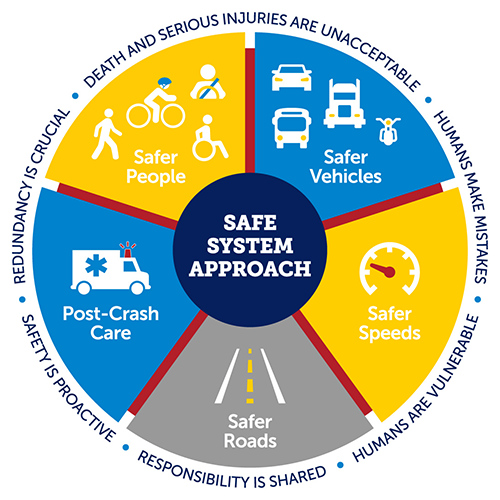 DEATH AND SERIOUS INJURIES ARE UNACCEPTABLE
HUMANS MAKE MISTAKES
HUMANS ARE VULNERABLE
RESPONSIBILITY IS SHARED
SAFETY IS PROACTIVE
REDUNDANCY IS CRUCIAL
Safer
People
Safer
Vehicles
SAFE
SYSTEM
APPROACH
Post-Crash
Care
Safer
Speeds
Safer
Roads